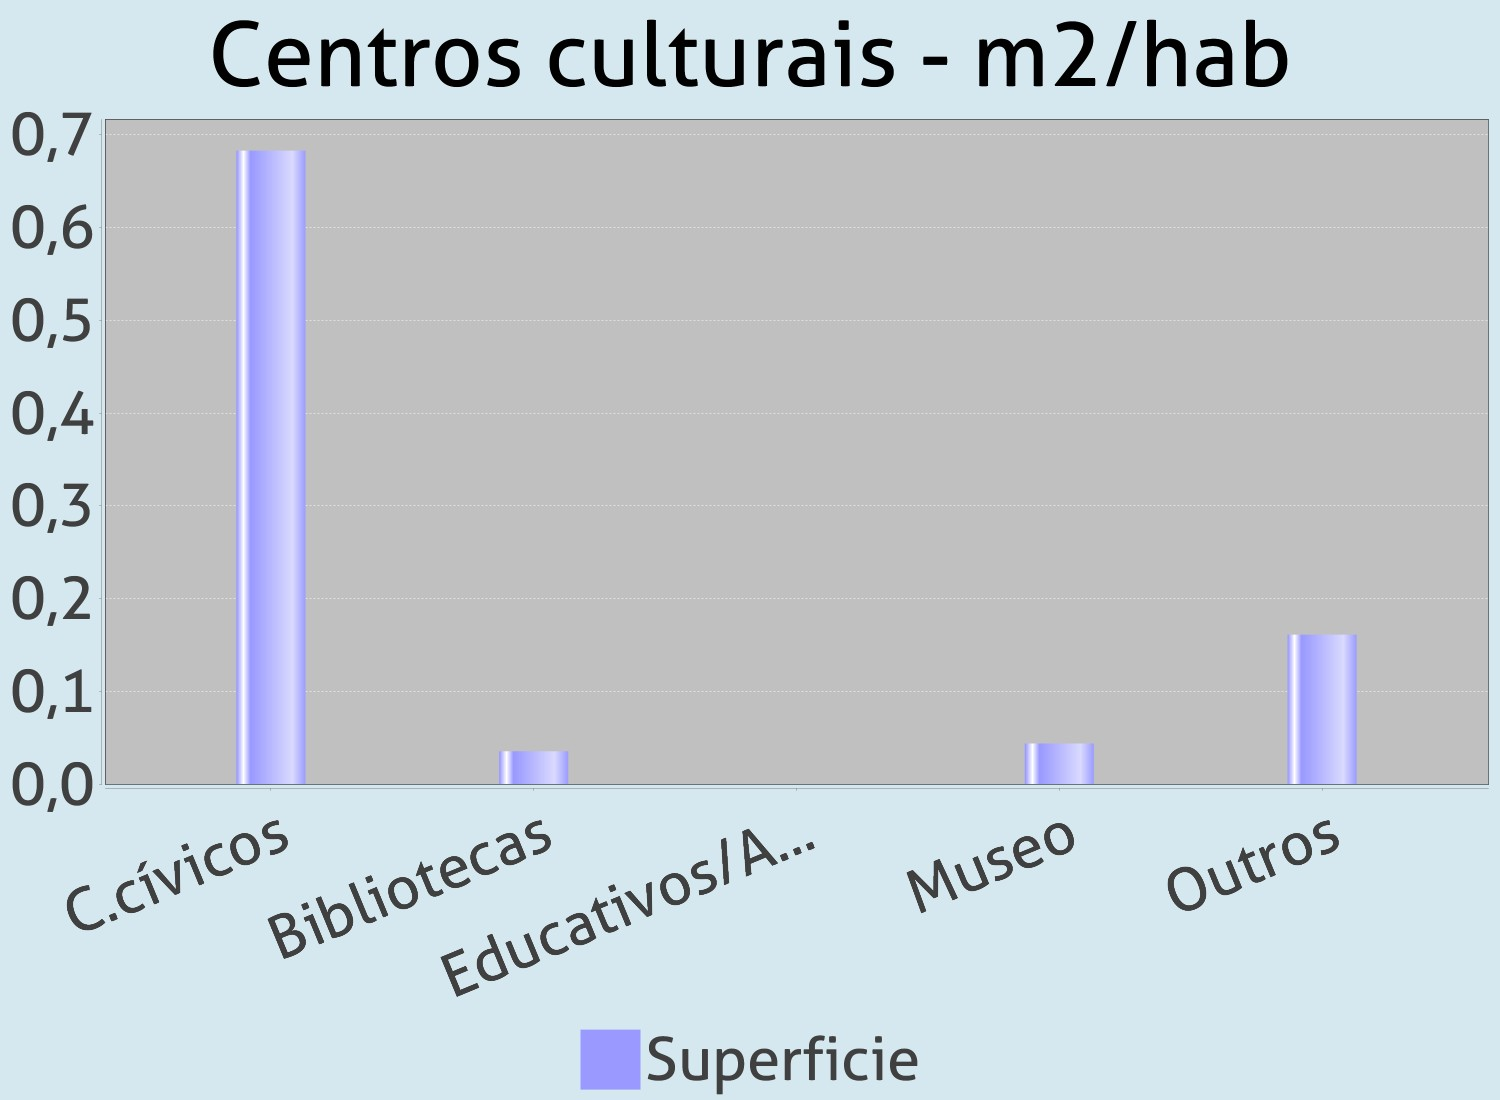 Centros culturais - m2/hab
0,7
0,6
0,5
0,4
0,3
0,2
0,1
0,0
C.cívicos
Bibliotecas
Educativos/A...
Museo
Outros
Superficie